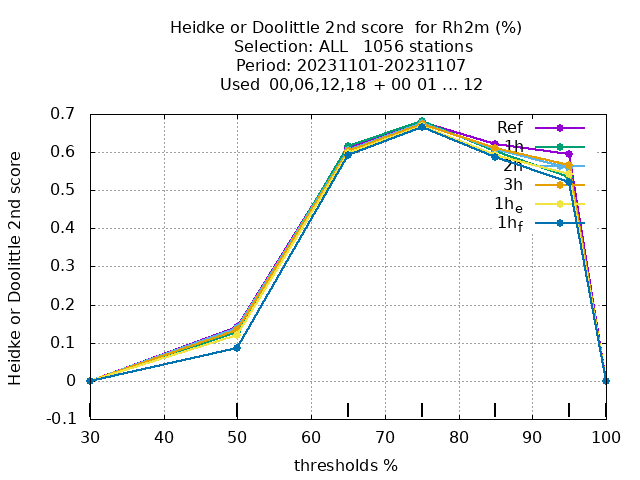 Heidke or Doolittle 2nd score  for Rh2m (%)
Selection: ALL   1056 stations
Period: 20231101-20231107
Used  00,06,12,18  + 00 01 ... 12
Heidke or Doolittle 2nd score
0.7
0.6
0.5
0.4
0.3
0.2
0.1
0
-0.1
Ref
1h
2h
3h
1he
1hf
30 40 50 60 70 80 90 100
thresholds %